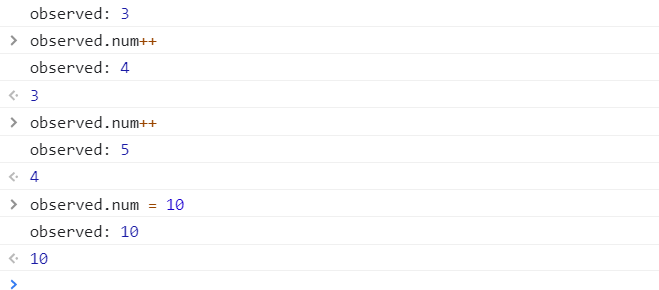 observed: 3
observed.num++
observed: 4
3
observed.num++
observed: 5
4
observed.num = 10
observed: 10
10